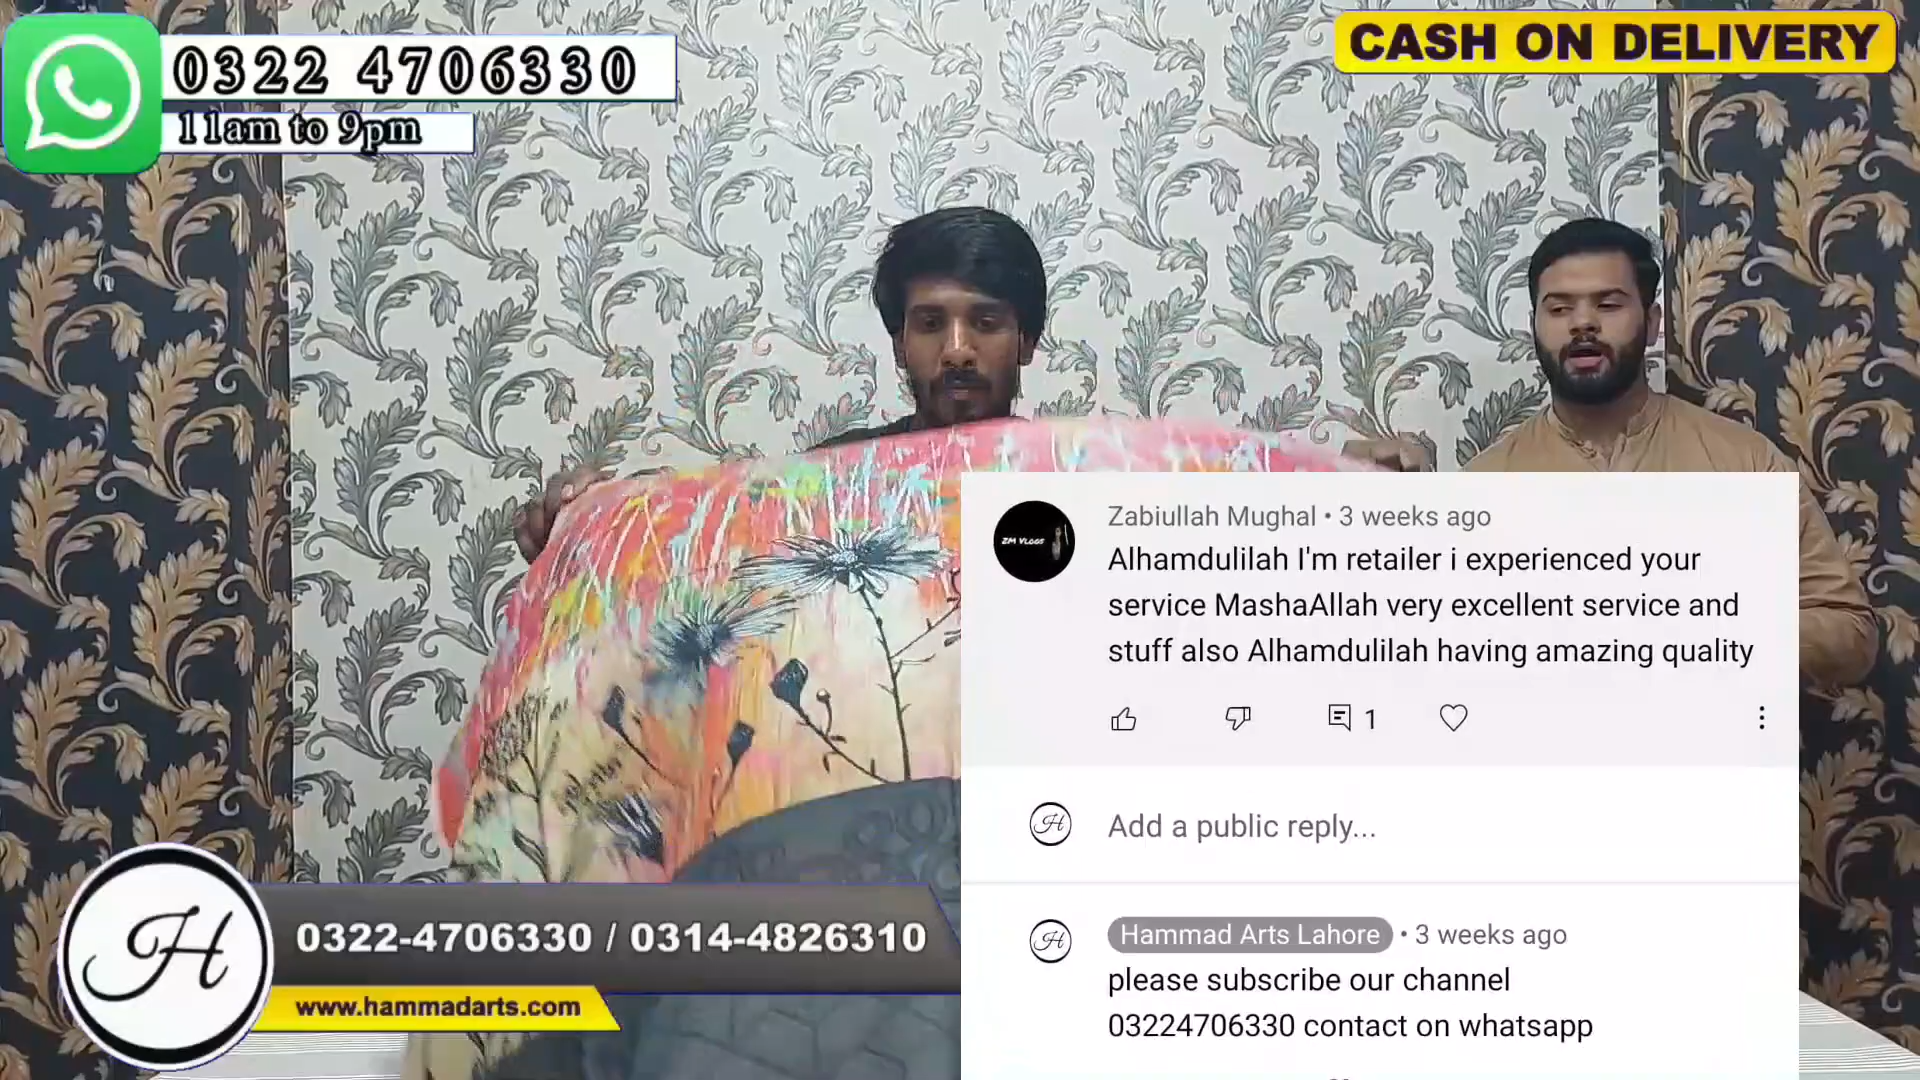 0322 4706330
11am to 9pm
CASH ON DELIVERY
ZM VLOGS
Zabiullah Mughal • 3 weeks ago
Alhamdulilah I'm retailer i experienced your
service MashaAllah very excellent service and
stuff also Alhamdulilah having amazing quality
1
H
Add a public reply...
H
Hammad Arts Lahore • 3 weeks ago
please subscribe our channel
03224706330 contact on whatsapp
H
0322-4706330 / 0314-4826310
www.hammadarts.com